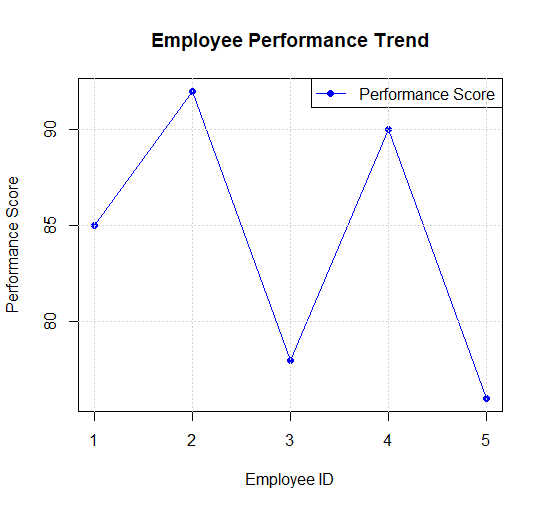 Employee Performance Trend
Performance Score
Performance Score
90
85
80
1 2 3 4 5
Employee ID